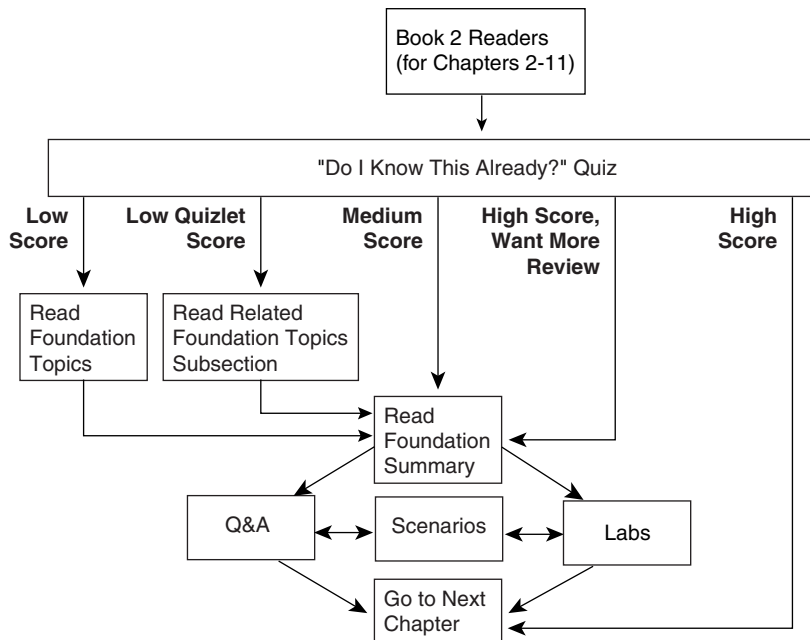 Book 2 Readers
(for Chapters 2-11)
"Do I Know This Already?" Quiz
Low
Score
Low Quizlet
Score
Medium
Score
High Score,
Want More
Review
High
Score
Read
Foundation
Topics
Read Related
Foundation Topics
Subsection
Read
Foundation
Summary
Q&A
Scenarios
Labs
Go to Next
Chapter